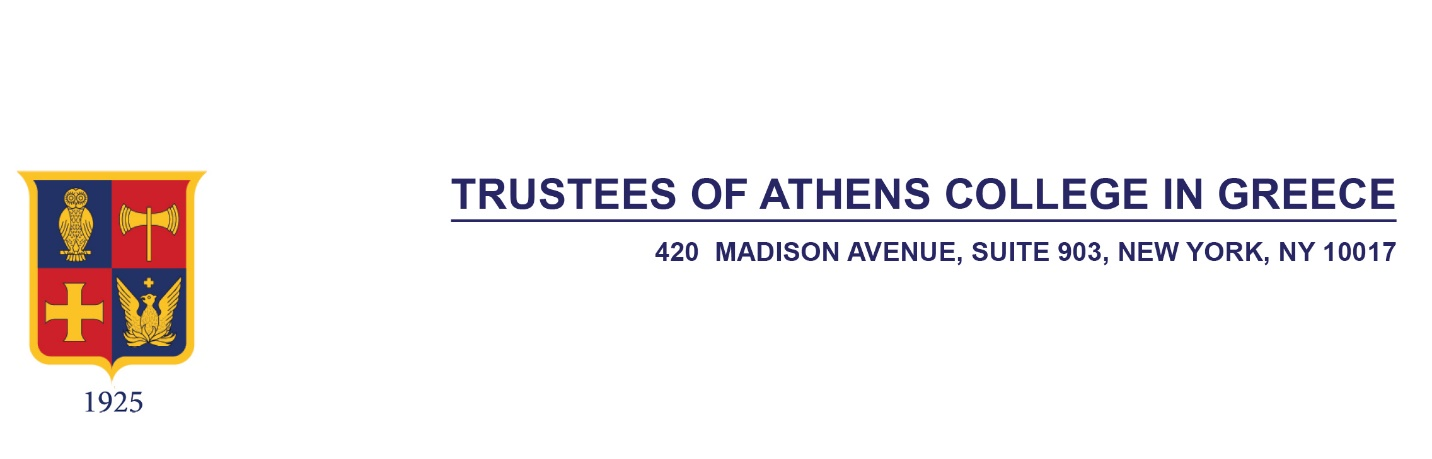 TRUSTEES OF ATHENS COLLEGE IN GREECE
420 MADISON AVENUE, SUITE 903, NEW YORK, NY 10017
1925